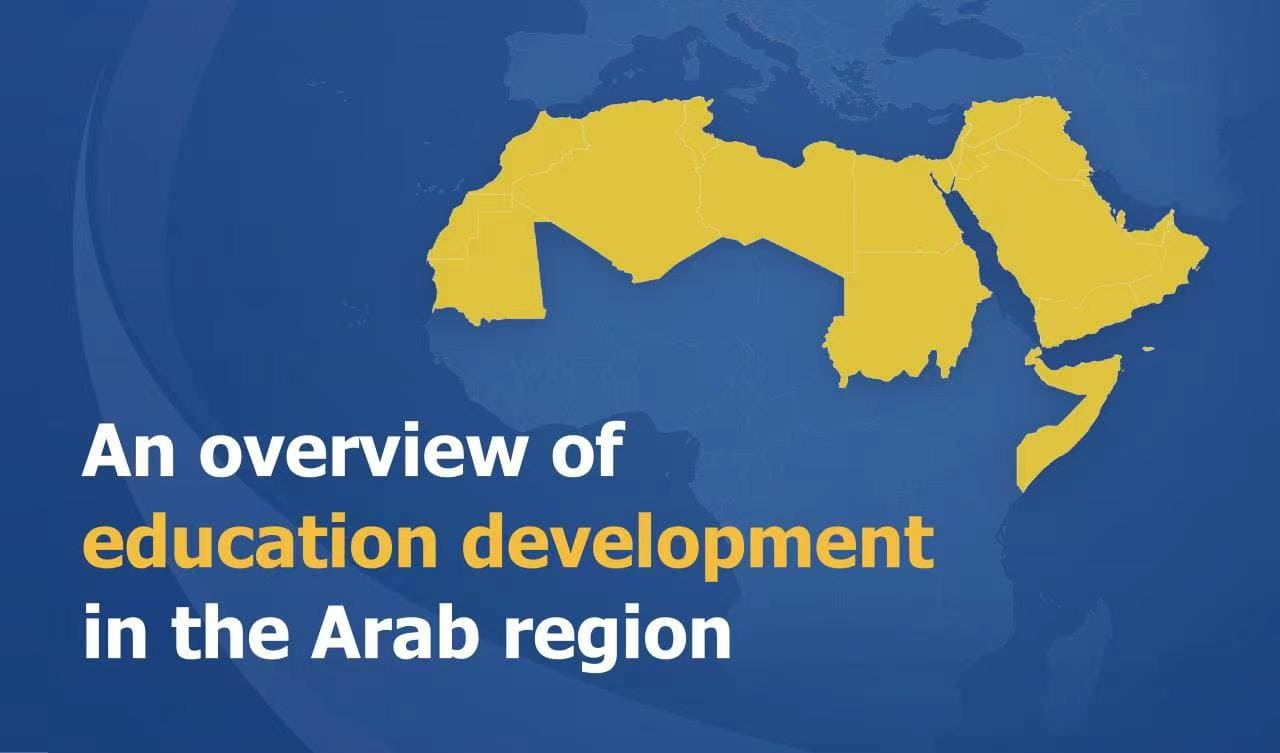 An overview of
education development
in the Arab region